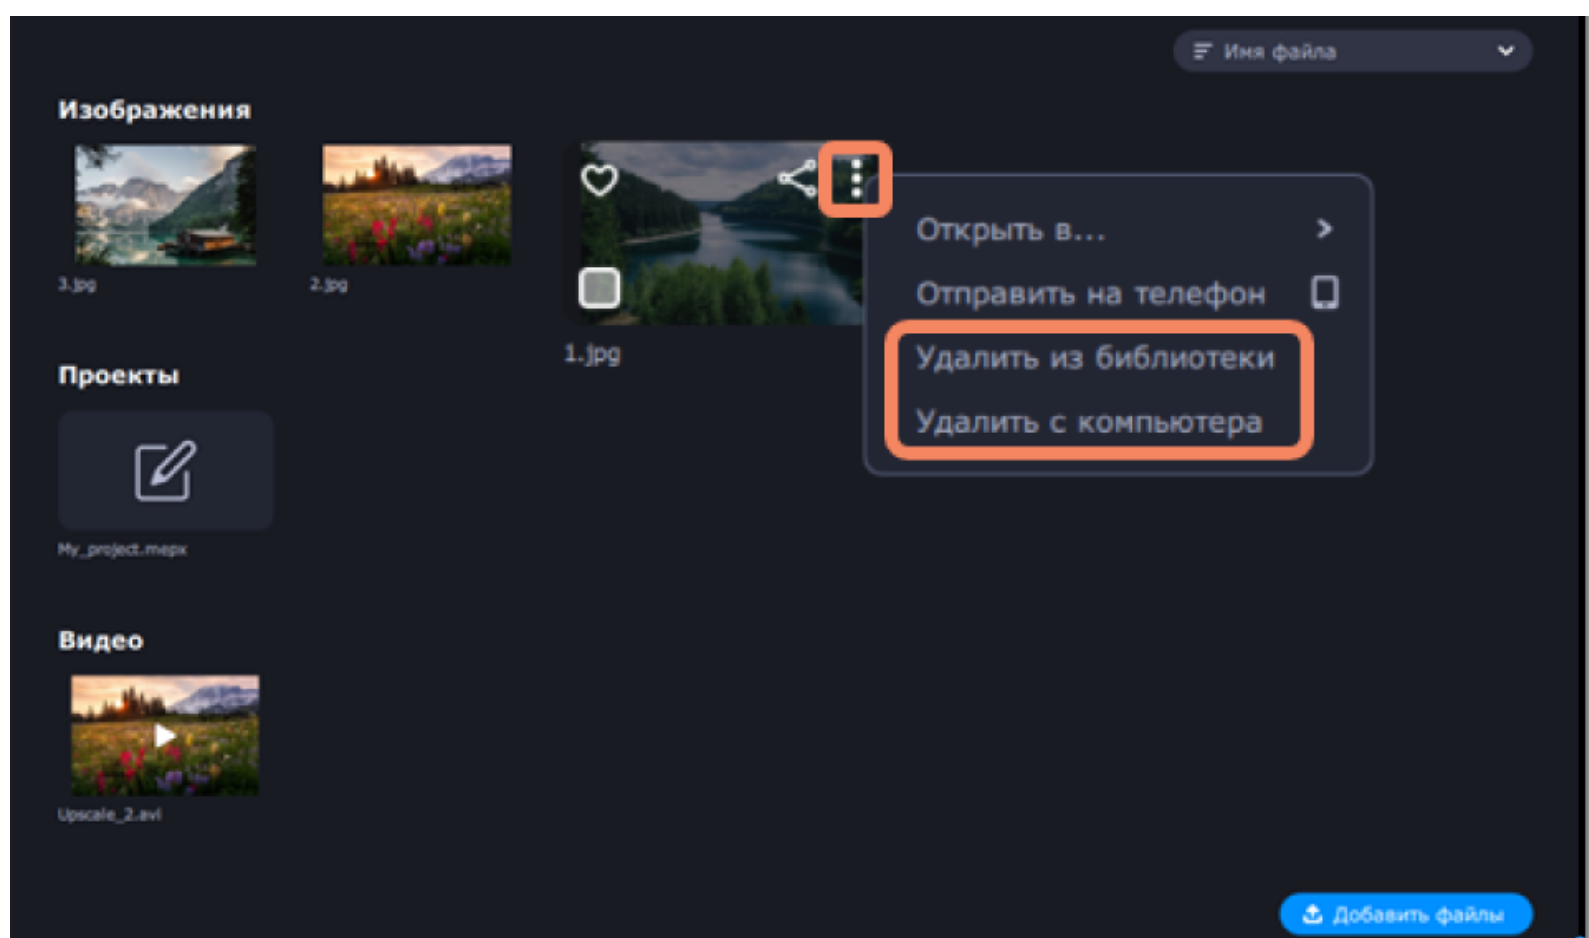 Имя файла
Изображения
3.jpg
2.jpg
1.jpg
Открыть в...
Отправить на телефон
Удалить из библиотеки
Удалить с компьютера
Проекты
My_project.mepx
Видео
Upscale_2.avi
Добавить файлы